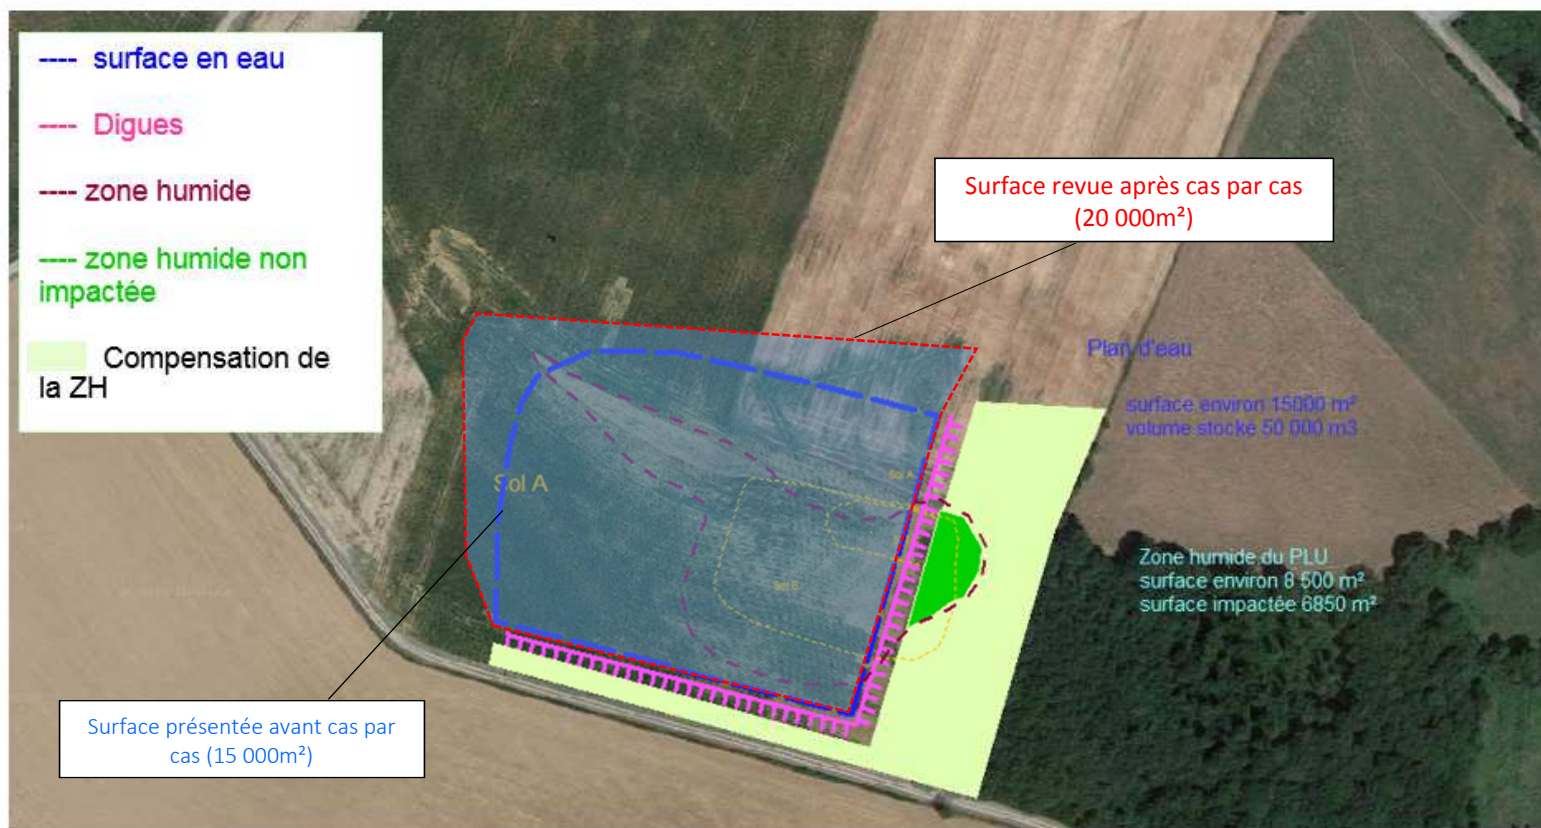 ---- surface en eau
---- Digues
---- zone humide
---- zone humide non
impactée
Compensation de
la ZH
Surface revue après cas par cas
(20 000m²)
Plan d'eau
surface environ 15000 m²
volume stocké 50 000 m3
Sol A
Sol A
Sol B
Zone humide du PLU
surface environ 8 500 m²
surface impactée 6850 m²
Surface présentée avant cas par
cas (15 000m²)